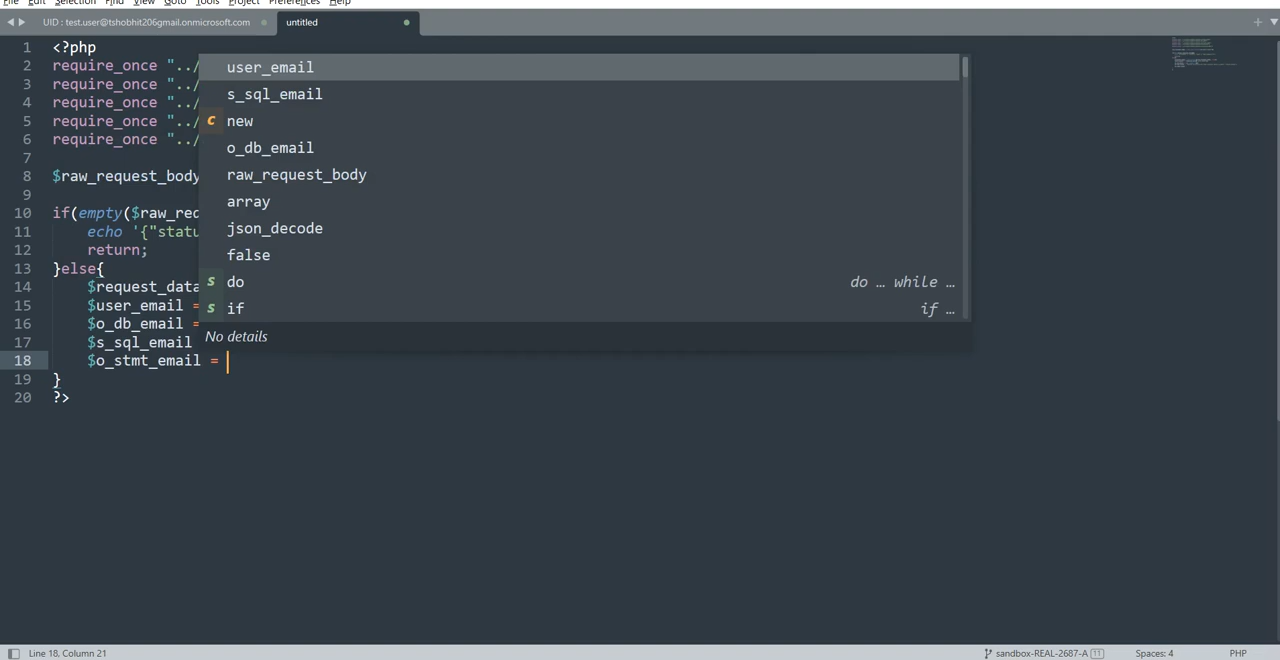 File Edit Selection Find View Goto Tools Project Preferences Help
UID : test.user@tshobhit206gmail.onmicrosoft.com untitled
1 <?php
2 require_once "../
3 require_once "../
4 require_once "../
5 require_once "../
6 require_once "../
7
8 $raw_request_body
9
10 if(empty($raw_req
11 echo '{"statu
12 return;
13 }else{
14 $request_data
15 $user_email =
16 $o_db_email =
17 $s_sql_email
18 $o_stmt_email =
19 }
20 ?>
user_email
s_sql_email
c new
o_db_email
raw_request_body
array
json_decode
false
s do do … while …
s if if …
No details
Line 18, Column 21 sandbox-REAL-2687-A 11 Spaces: 4 PHP